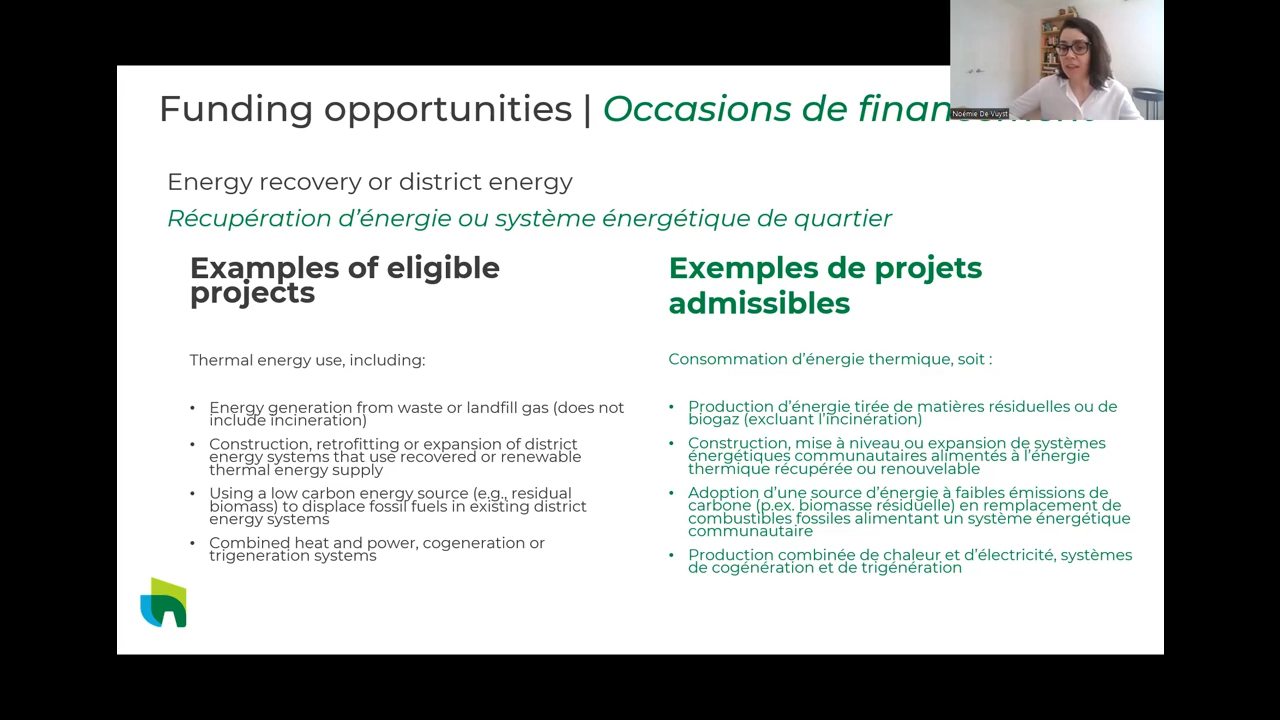 Funding opportunities | Occasions de
Noémie De Vuyst
Energy recovery or district energy
Récupération d’énergie ou système énergétique de quartier
Examples of eligible
projects
Thermal energy use, including:
• Energy generation from waste or landfill gas (does not
include incineration)
• Construction, retrofitting or expansion of district
energy systems that use recovered or renewable
thermal energy supply
• Using a low carbon energy source (e.g., residual
biomass) to displace fossil fuels in existing district
energy systems
• Combined heat and power, cogeneration or
trigeneration systems
Exemples de projets
admissibles
Consommation d’énergie thermique, soit :
• Production d’énergie tirée de matières résiduelles ou de
biogaz (excluant l’incinération)
• Construction, mise à niveau ou expansion de systèmes
énergétiques communautaires alimentés à l’énergie
thermique récupérée ou renouvelable
• Adoption d’une source d’énergie à faibles émissions de
carbone (p.ex. biomasse résiduelle) en remplacement de
combustibles fossiles alimentant un système énergétique
communautaire
• Production combinée de chaleur et d’électricité, systèmes
de cogénération et de trigénération